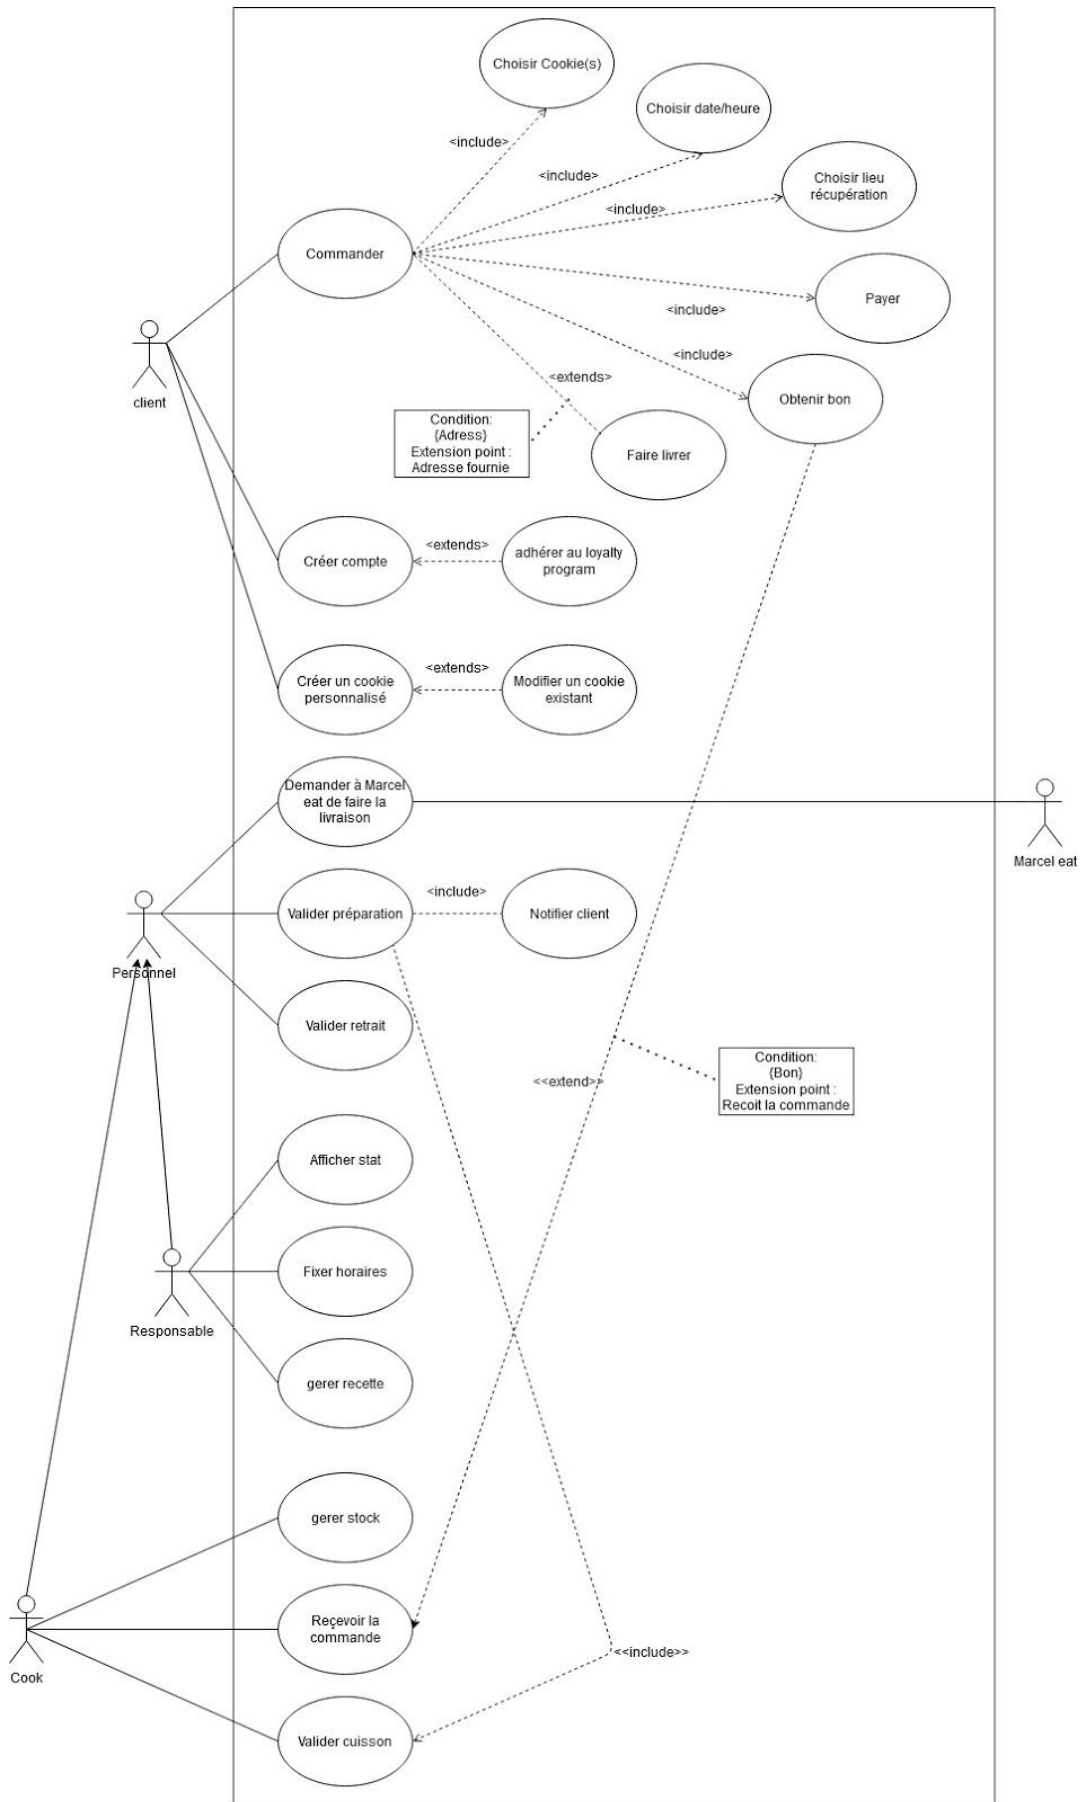 Choisir Cookie(s)
Choisir date/heure
<include>
<include>
Choisir lieu
récupération
<include>
Commander
Payer
<include>
client
<include>
<extends>
Obtenir bon
Condition:
{Adress}
Extension point :
Adresse fournie
Faire livrer
Créer compte
<extends>
adhérer au loyalty
program
Créer un cookie
personnalisé
<extends>
Modifier un cookie
existant
Demander à Marcel
eat de faire la
livraison
Marcel eat
Valider préparation
<include>
Notifier client
Personnel
Valider retrait
<<extend>>
Condition:
{Bon}
Extension point :
Recoit la commande
Afficher stat
Fixer horaires
Responsable
gerer recette
gerer stock
Reçevoir la
commande
<<include>>
Cook
Valider cuisson